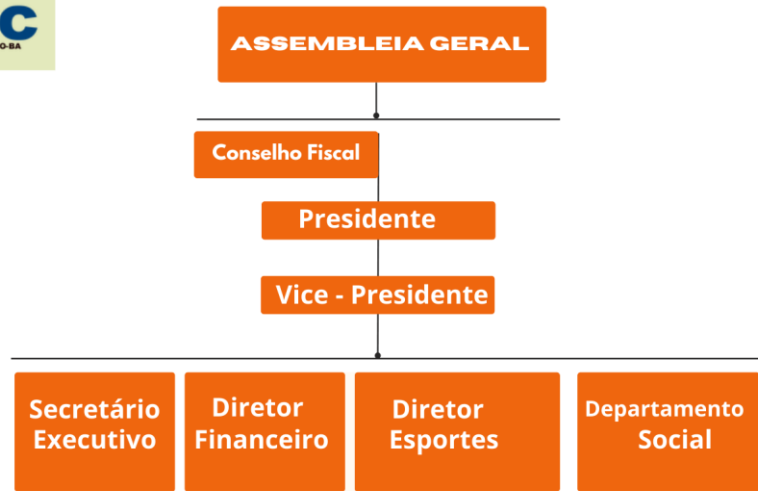 C
O-BA
ASSEMBLEIA GERAL
Conselho Fiscal
Presidente
Vice - Presidente
Secretário
Executivo
Diretor
Financeiro
Diretor
Esportes
Departamento
Social